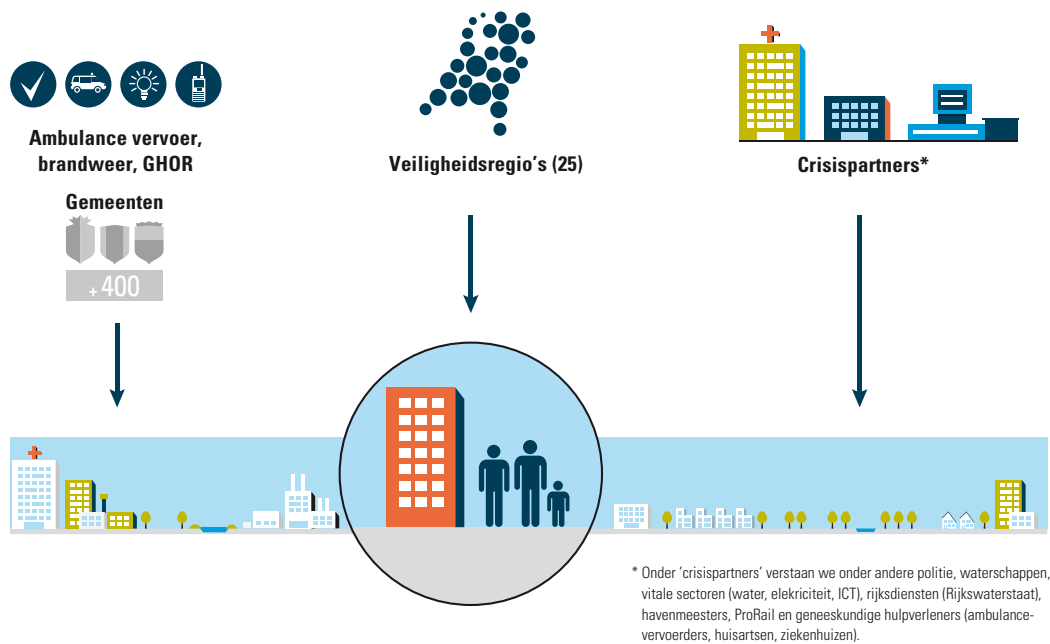 Ambulance vervoer,
brandweer, GHOR
Gemeenten
+400
Veiligheidsregio's (25)
Crisispartners*
* Onder 'crisispartners' verstaan we onder andere politie, waterschappen,
vitale sectoren (water, elekriciteit, ICT), rijksdiensten (Rijkswaterstaat),
havenmeesters, ProRail en geneeskundige hulpverleners (ambulance-
vervoerders, huisartsen, ziekenhuizen).